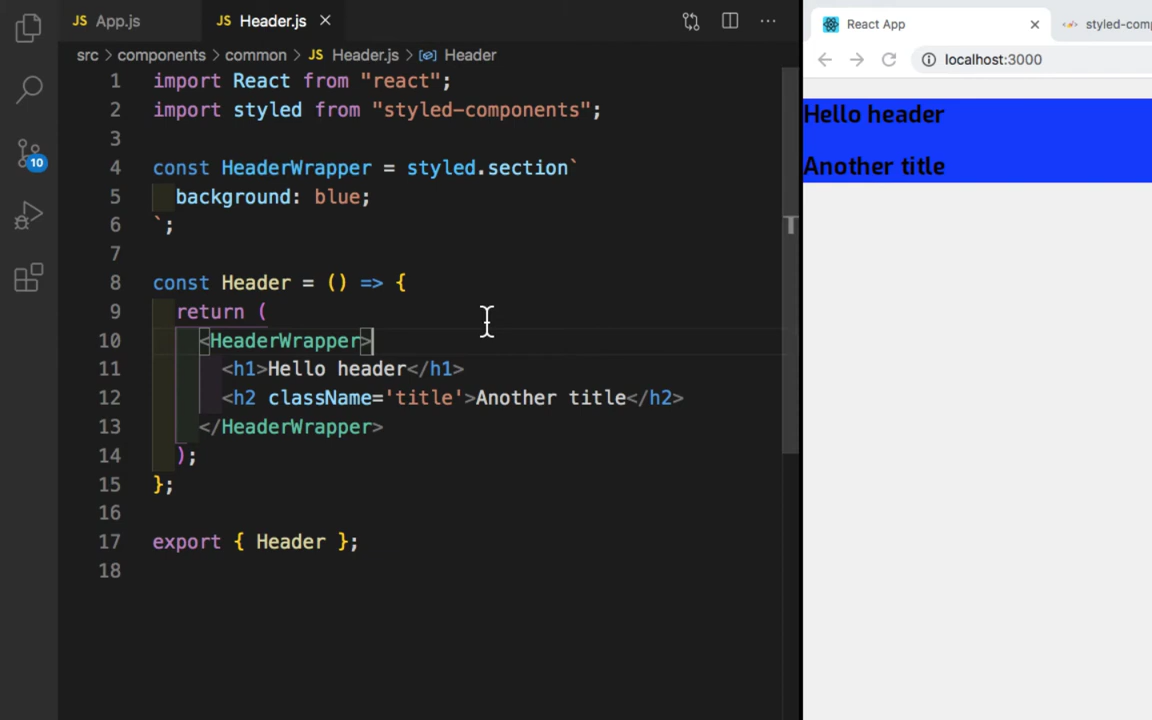 App.js
Header.js
React App
styled-comp
src > components > common > Header.js > Header
localhost:3000
1 import React from "react";
2 import styled from "styled-components";
3
4 const HeaderWrapper = styled.section`
5 background: blue;
6 `;
7
8 const Header = () => {
9 return (
10 <HeaderWrapper>
11 <h1>Hello header</h1>
12 <h2 className='title'>Another title</h2>
13 </HeaderWrapper>
14 );
15 };
16
17 export { Header };
18
10
Hello header
Another title